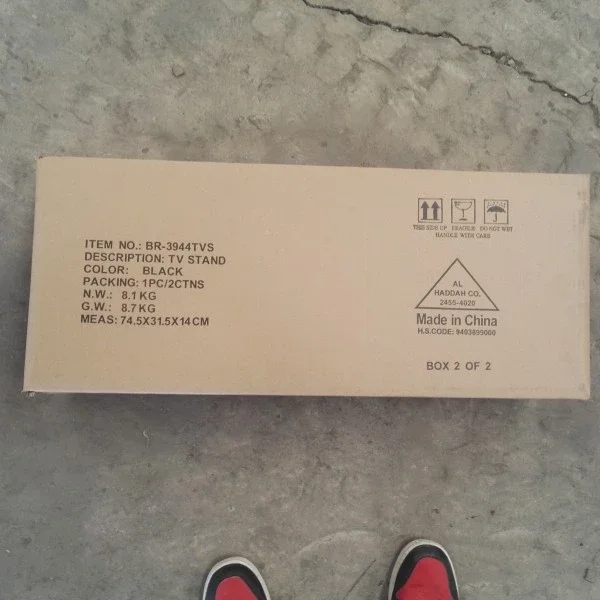 ITEM NO.: BR-3944TVS
DESCRIPTION: TV STAND
COLOR: BLACK
PACKING: 1PC/2CTNS
N.W.: 8.1KG
G.W.: 8.7KG
MEAS: 74.5X31.5X14CM
THIS SIDE UP FRAGILE DO NOT WET
HANDLE WITH CARE
AL
HADDAH CO.
2455-4020
Made in China
H.S.CODE: 9403899000
BOX 2 OF 2